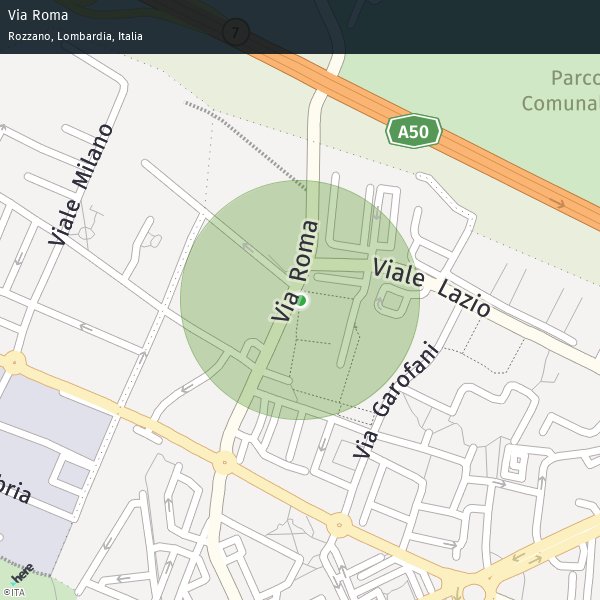 Via Roma
Rozzano, Lombardia, Italia
7
Parco
Comunal
A50
Viale Milano
Via Roma
Viale Lazio
Via Garofani
bria
here
©ITA